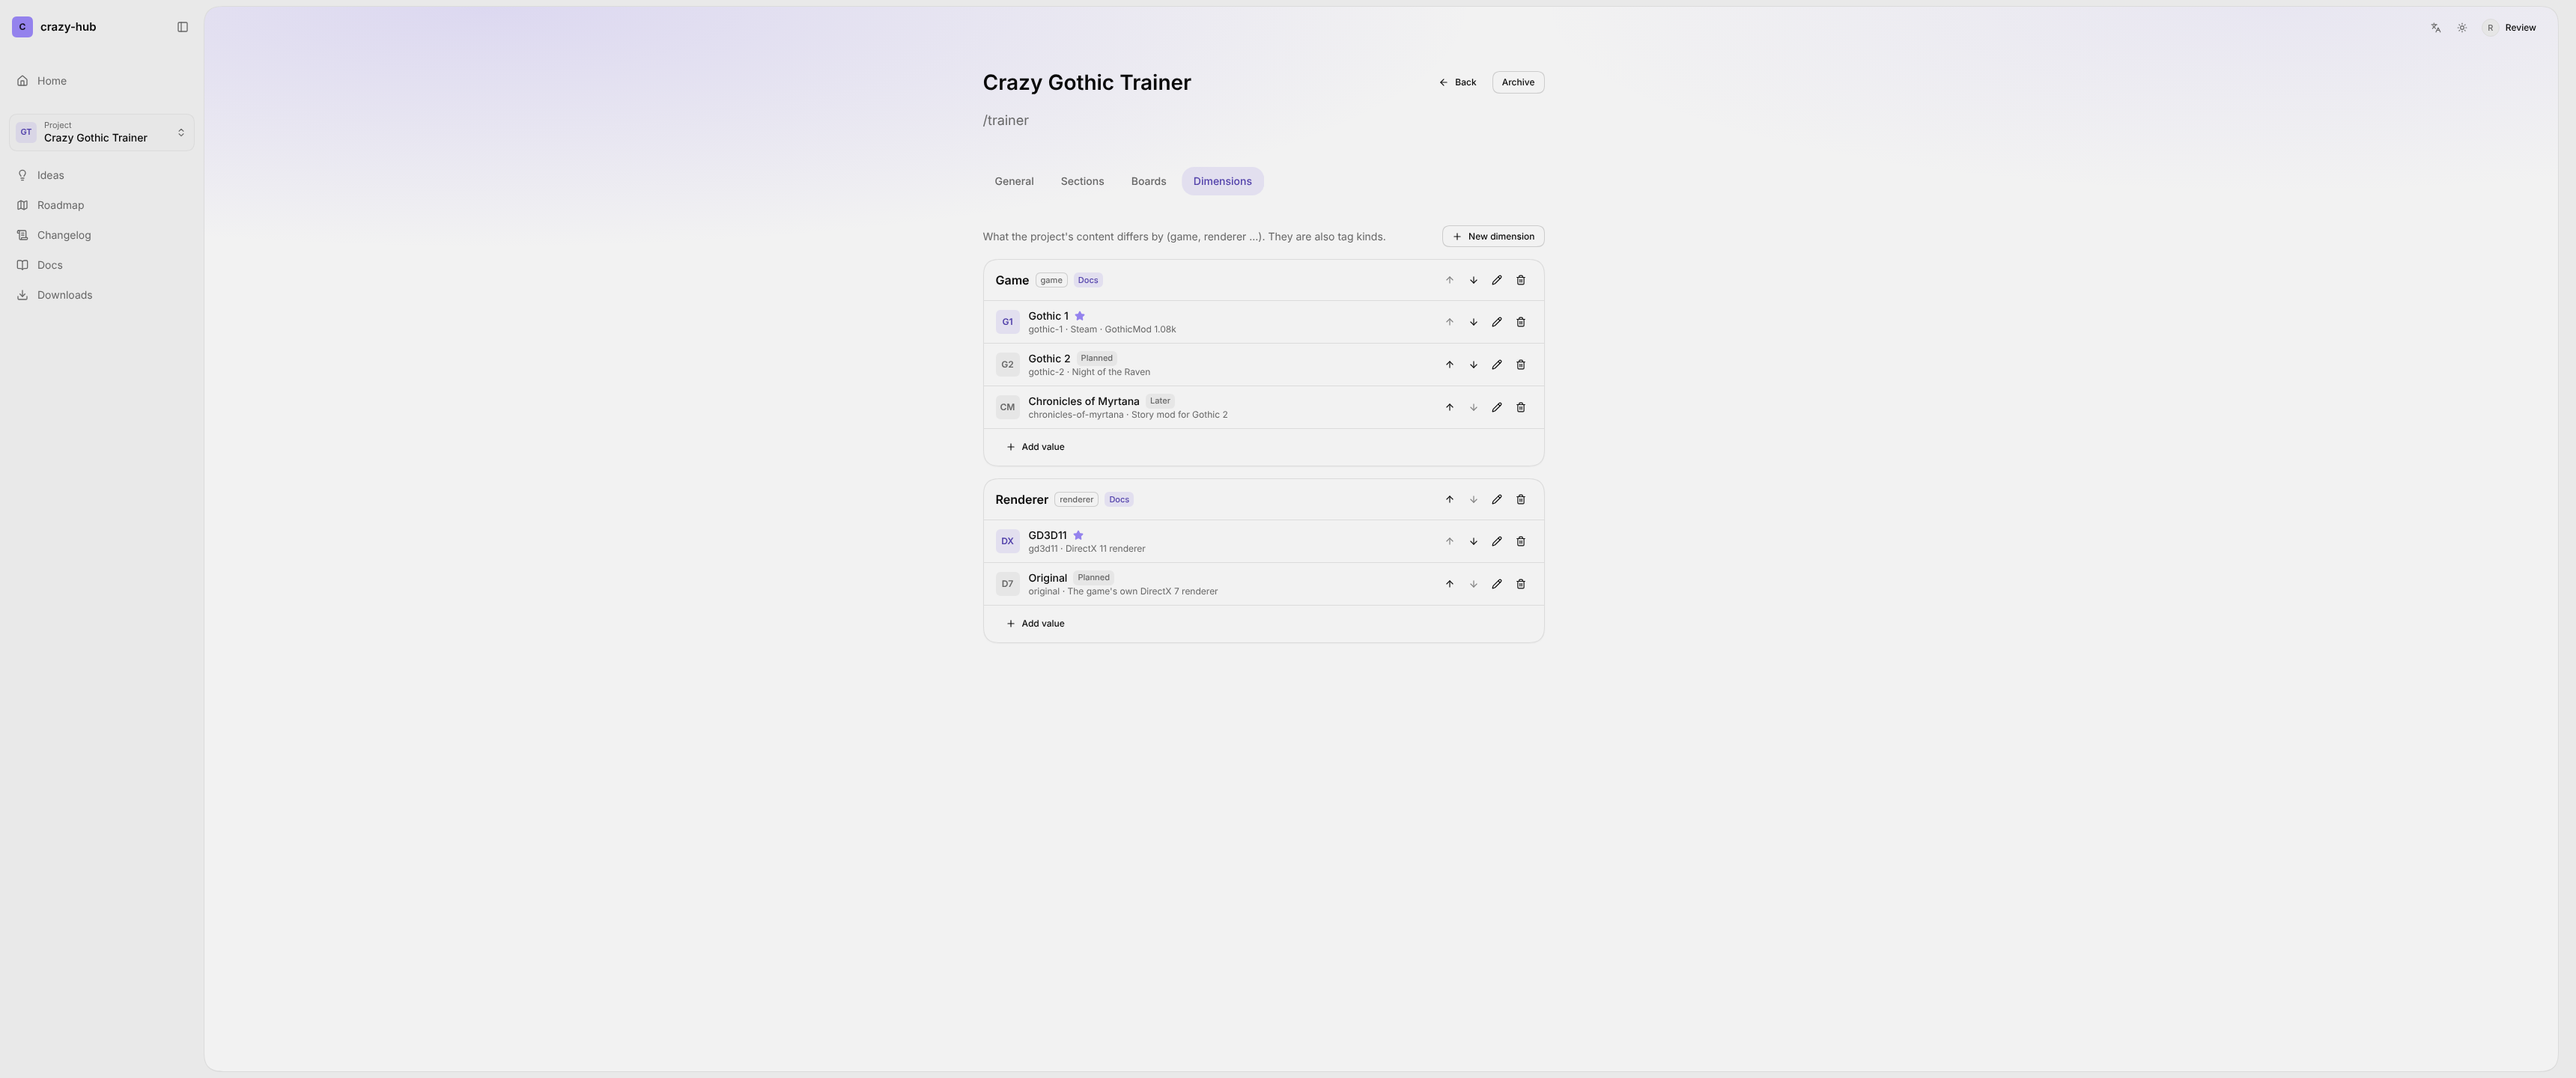 C crazy-hub
Home
Project
GT Crazy Gothic Trainer
Ideas
Roadmap
Changelog
Docs
Downloads
R Review
Crazy Gothic Trainer
Back
Archive
/trainer
General Sections Boards Dimensions
What the project's content differs by (game, renderer ...). They are also tag kinds.
New dimension
Game game Docs
G1 Gothic 1
gothic-1 · Steam · GothicMod 1.08k
G2 Gothic 2 Planned
gothic-2 · Night of the Raven
CM Chronicles of Myrtana Later
chronicles-of-myrtana · Story mod for Gothic 2
Add value
Renderer renderer Docs
DX GD3D11
gd3d11 · DirectX 11 renderer
D7 Original Planned
original · The game's own DirectX 7 renderer
Add value